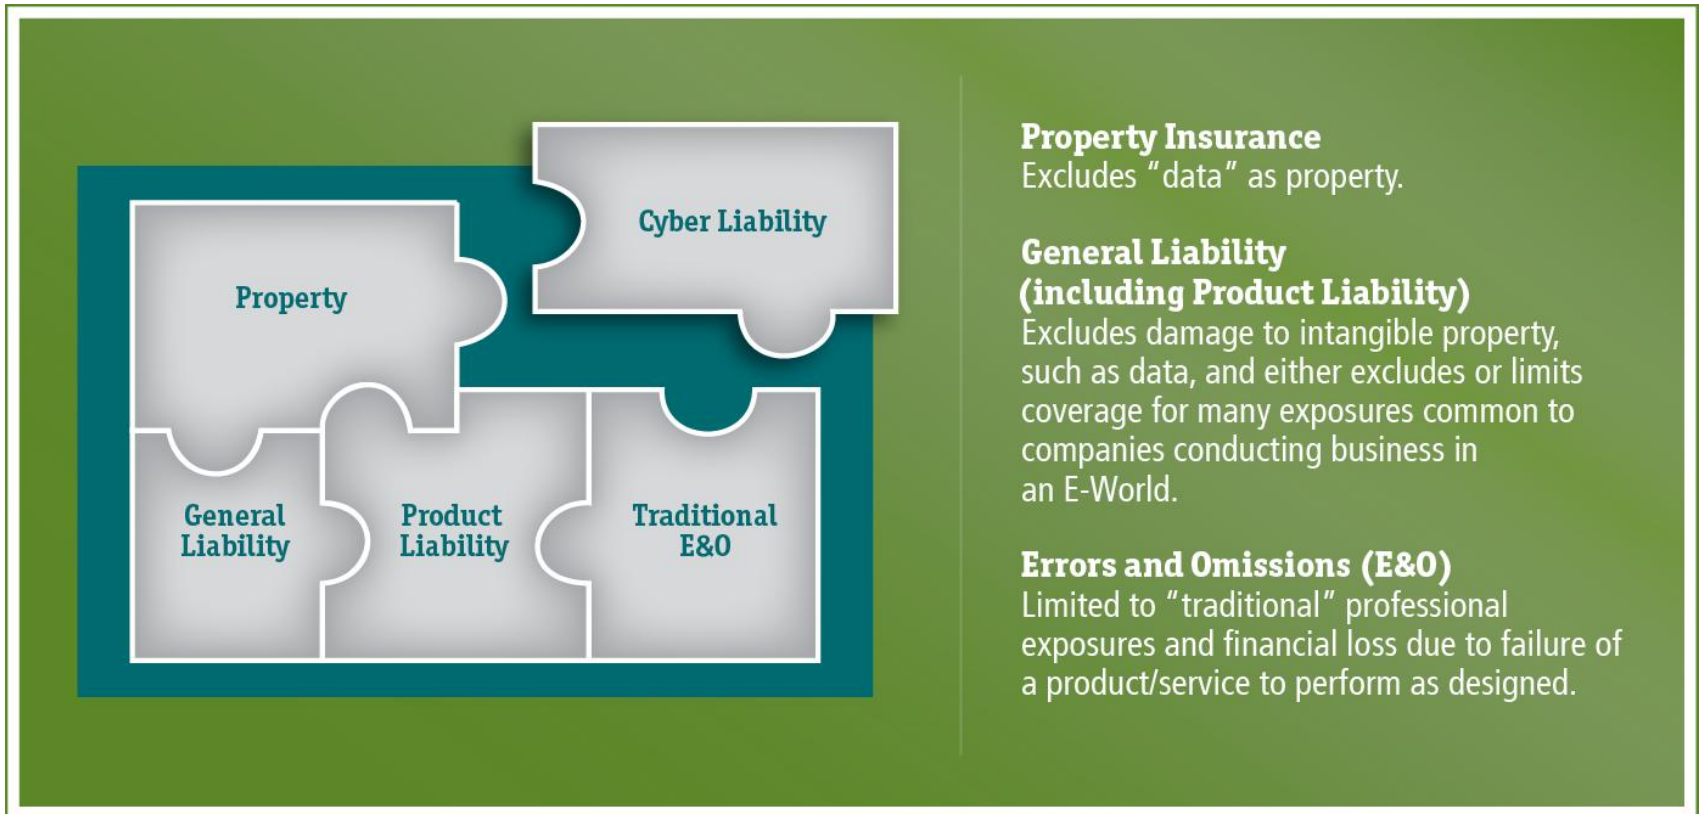 Cyber Liability
Property
General
Liability
Product
Liability
Traditional
E&O
Property Insurance
Excludes “data” as property.
General Liability
(including Product Liability)
Excludes damage to intangible property,
such as data, and either excludes or limits
coverage for many exposures common to
companies conducting business in
an E-World.
Errors and Omissions (E&O)
Limited to “traditional” professional
exposures and financial loss due to failure of
a product/service to perform as designed.